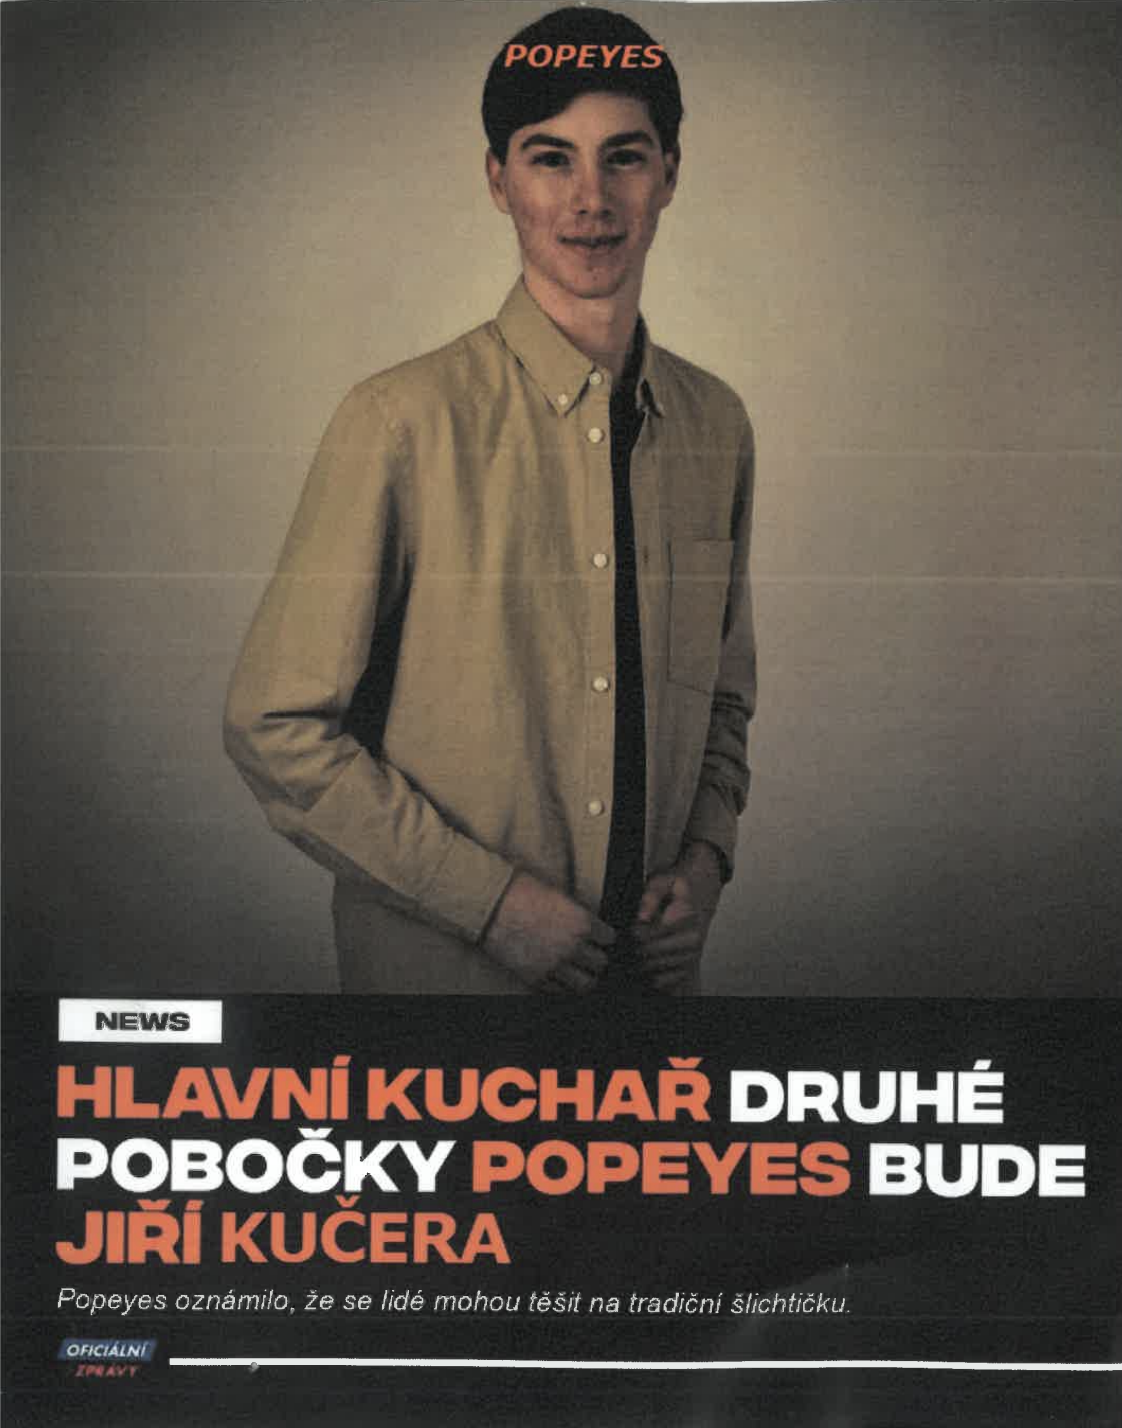 POPEYES
NEWS
HLAVNÍ KUCHAŘ DRUHÉ
POBOČKY POPEYES BUDE
JIŘÍ KUČERA
Popeyes oznámilo, že se lidé mohou těšit na tradiční šlichtičku.
OFICIÁLNÍ
ZPRÁVY